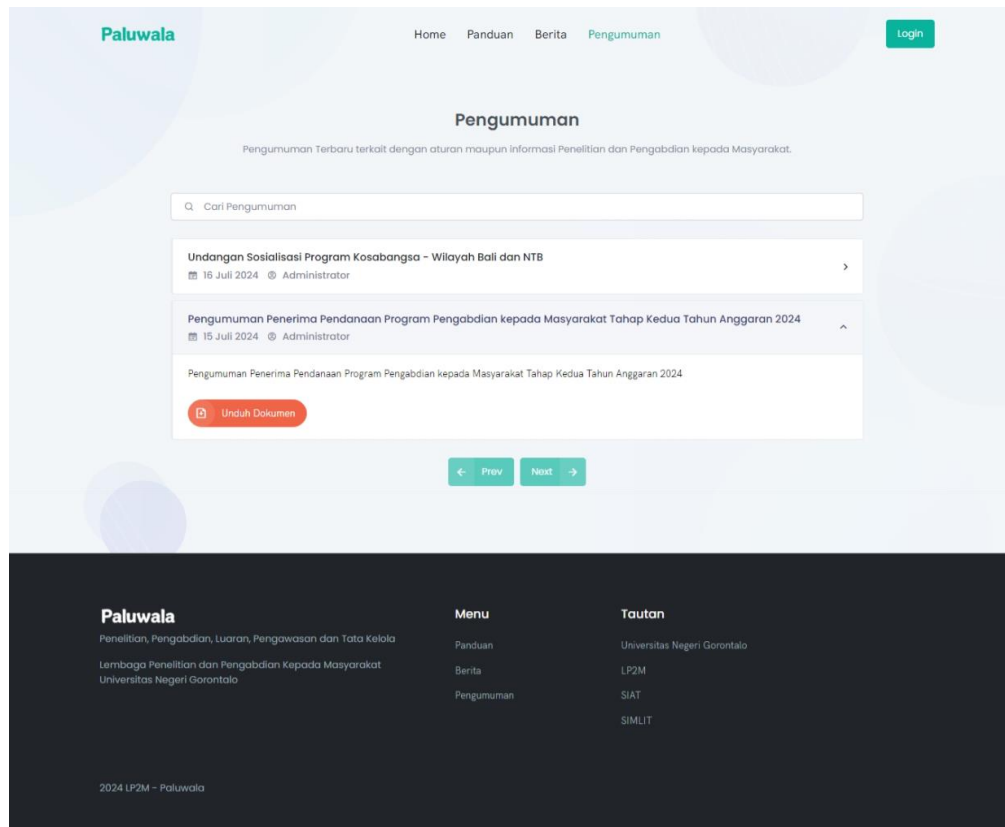 Paluwala
Home Panduan Berita Pengumuman
Login
Pengumuman
Pengumuman Terbaru terkait dengan aturan maupun informasi Penelitian dan Pengabdian kepada Masyarakat.
Cari Pengumuman
Undangan Sosialisasi Program Kosabangsa - Wilayah Bali dan NTB
16 Juli 2024 Administrator
Pengumuman Penerima Pendanaan Program Pengabdian kepada Masyarakat Tahap Kedua Tahun Anggaran 2024
15 Juli 2024 Administrator
Pengumuman Penerima Pendanaan Program Pengabdian kepada Masyarakat Tahap Kedua Tahun Anggaran 2024
Unduh Dokumen
Prev Next
Paluwala
Penelitian, Pengabdian, Luaran, Pengawasan dan Tata Kelola
Lembaga Penelitian dan Pengabdian Kepada Masyarakat
Universitas Negeri Gorontalo
Menu
Panduan
Berita
Pengumuman
Tautan
Universitas Negeri Gorontalo
LP2M
SIAT
SIMLIT
2024 LP2M - Paluwala